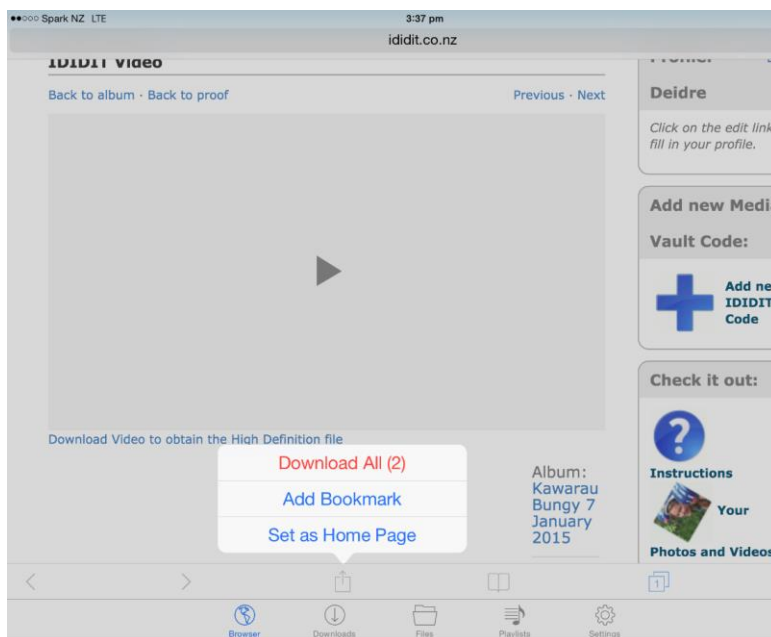 Spark NZ LTE
3:37 pm
ididit.co.nz
IDIDIT Video
Back to album · Back to proof
Previous · Next
Download Video to obtain the High Definition file
Download All (2)
Add Bookmark
Set as Home Page
Album:
Kawarau
Bungy 7
January
2015
Profile:
Deidre
Click on the edit link
fill in your profile.
Add new Medi
Vault Code:
Add ne
IDIDIT
Code
Check it out:
Instructions
Your
Photos and Videos
1
Browser
Downloads
Files
Playlists
Settings